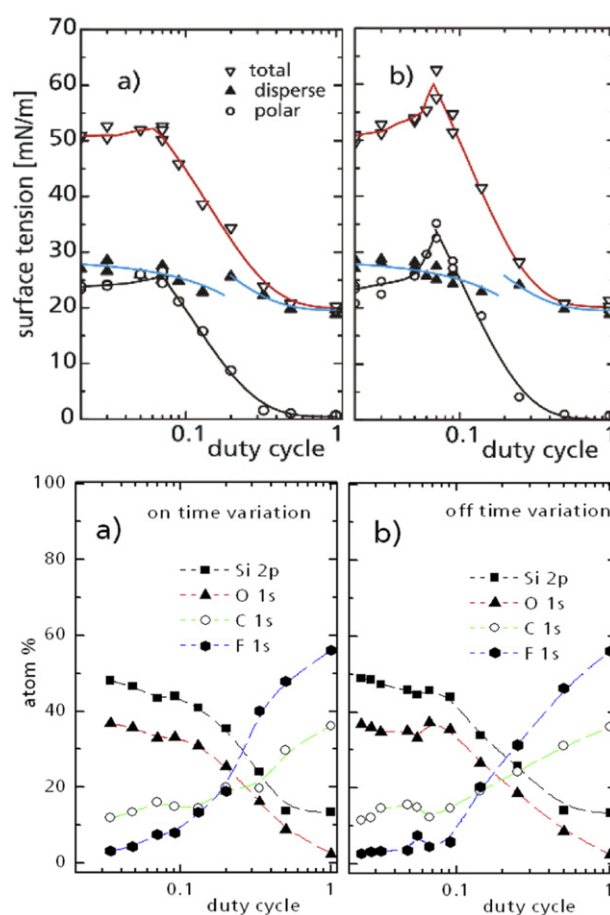 70
60
50
40
30
20
10
0
surface tension [mN/m]
a)
total
disperse
polar
b)
0.1
1
duty cycle
0.1
1
duty cycle
100
80
60
40
20
0
atom %
a)
on time variation
Si 2p
O 1s
C 1s
F 1s
b)
off time variation
Si 2p
O 1s
C 1s
F 1s
0.1
1
duty cycle
0.1
1
duty cycle